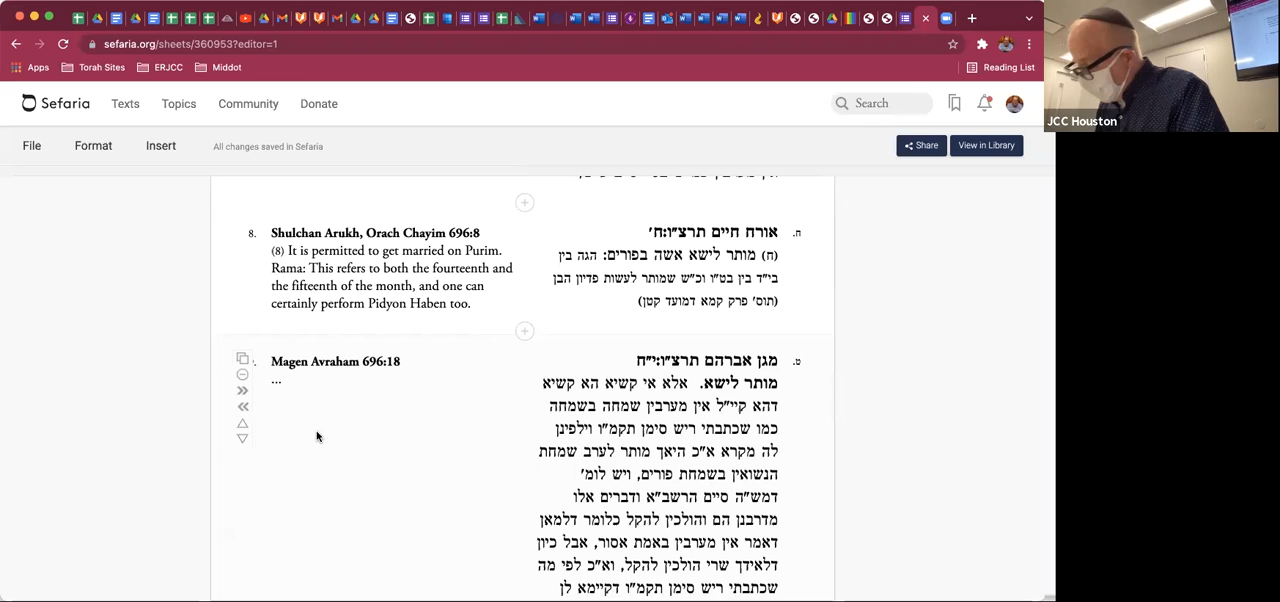 sefaria.org/sheets/360953?editor=1
Apps Torah Sites ERJCC Middot Reading List
Sefaria Texts Topics Community Donate Search
File Format Insert All changes saved in Sefaria Share View in Library
JCC Houston
8. Shulchan Arukh, Orach Chayim 696:8
(8) It is permitted to get married on Purim.
Rama: This refers to both the fourteenth and
the fifteenth of the month, and one can
certainly perform Pidyon Haben too.
ח. אורח חיים תרצ״ו:ח׳
(ח) מותר לישא אשה בפורים: הגה בין
בי״ד בין בט״ו וכ״ש שמותר לעשות פדיון הבן
(תוס׳ פרק קמא דמועד קטן)
Magen Avraham 696:18
...
ט. מגן אברהם תרצ״ו:י״ח
מותר לישא. אלא אי קשיא הא קשיא
דהא קיי״ל אין מערבין שמחה בשמחה
כמו שכתבתי ריש סימן תקמ״ו וילפינן
לה מקרא א״כ היאך מותר לערב שמחת
הנשואין בשמחת פורים, ויש לומ׳
דמש״ה סיים הרשב״א ודברים אלו
מדרבנן הם והולכין להקל כלומר דלמאן
דאמר אין מערבין באמת אסור, אבל כיון
דלאידך שרי הולכין להקל, וא״כ לפי מה
שכתבתי ריש סימן תקמ״ו דקיימא לן